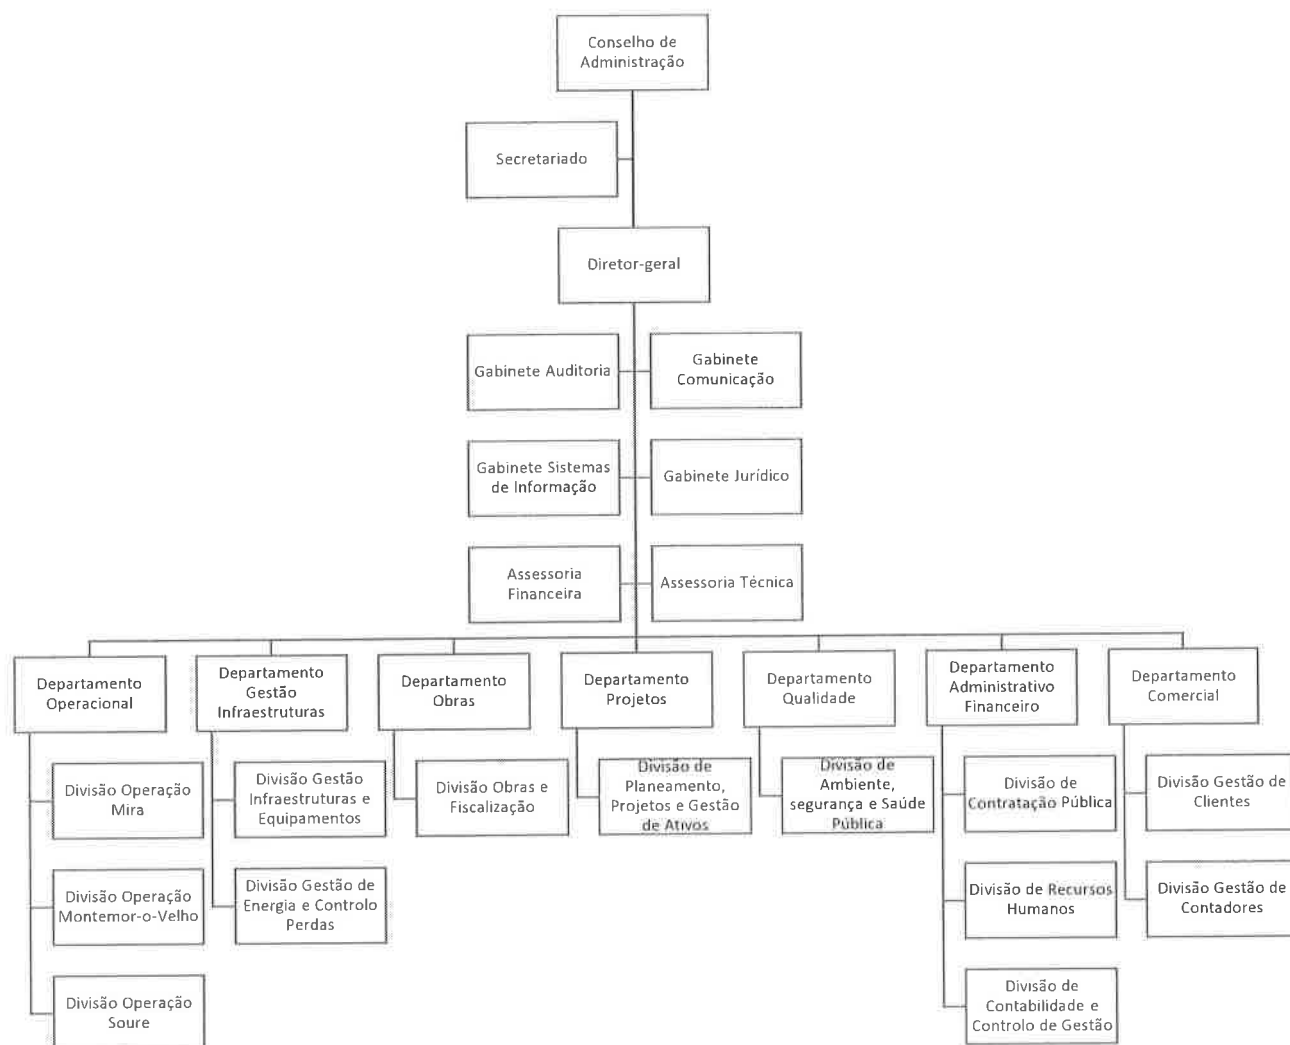 Conselho de
Administração
Secretariado
Diretor-geral
Gabinete Auditoria
Gabinete
Comunicação
Gabinete Sistemas
de Informação
Gabinete Jurídico
Assessoria
Financeira
Assessoria Técnica
Departamento
Operacional
Departamento
Gestão
Infraestruturas
Departamento
Obras
Departamento
Projetos
Departamento
Qualidade
Departamento
Administrativo
Financeiro
Departamento
Comercial
Divisão Operação
Mira
Divisão Gestão
Infraestruturas e
Equipamentos
Divisão Obras e
Fiscalização
Divisão de
Planeamento,
Projetos e Gestão
de Ativos
Divisão de
Ambiente,
segurança e Saúde
Pública
Divisão de
Contratação Pública
Divisão Gestão de
Clientes
Divisão Operação
Montemor-o-Velho
Divisão Gestão de
Energia e Controlo
Perdas
Divisão de Recursos
Humanos
Divisão Gestão de
Contadores
Divisão Operação
Soure
Divisão de
Contabilidade e
Controlo de Gestão